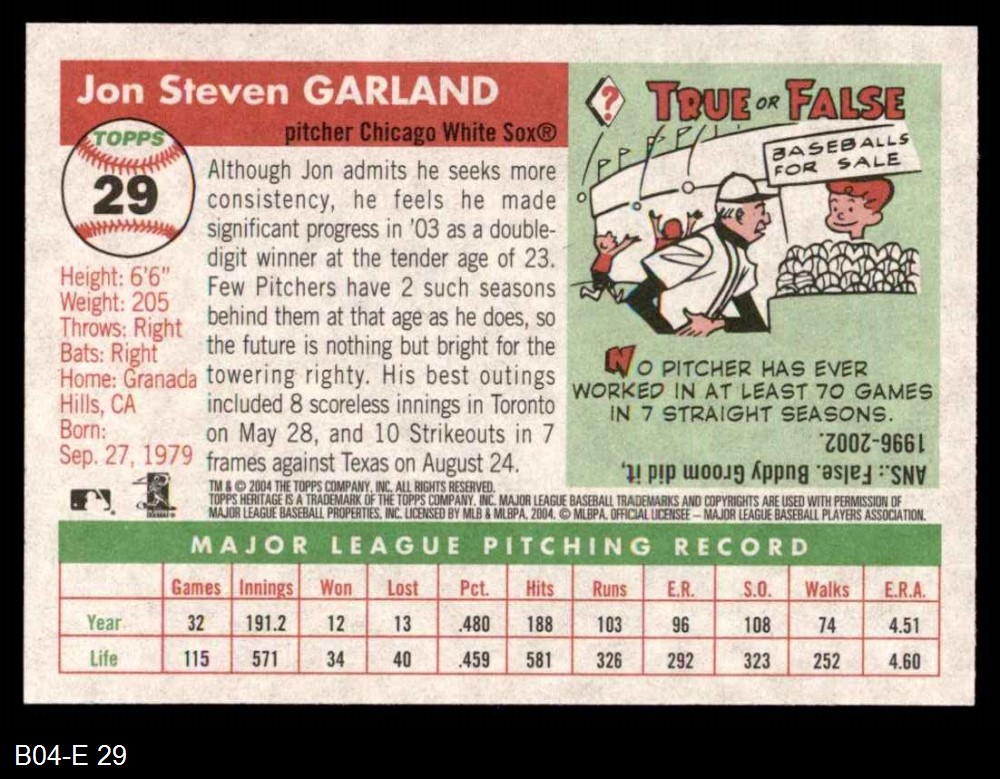 Jon Steven GARLAND
pitcher Chicago White Sox®
TOPPS
29
Height: 6'6"
Weight: 205
Throws: Right
Bats: Right
Home: Granada
Hills, CA
Born:
Sep. 27, 1979
Although Jon admits he seeks more
consistency, he feels he made
significant progress in '03 as a double-
digit winner at the tender age of 23.
Few Pitchers have 2 such seasons
behind them at that age as he does, so
the future is nothing but bright for the
towering righty. His best outings
included 8 scoreless innings in Toronto
on May 28, and 10 Strikeouts in 7
frames against Texas on August 24.
?
TRUE OR FALSE
BASEBALLS
FOR SALE
NO PITCHER HAS EVER
WORKED IN AT LEAST 70 GAMES
IN 7 STRAIGHT SEASONS.
ANS.: False. Buddy Groom did it,
1996-2002.
TM & © 2004 THE TOPPS COMPANY, INC. ALL RIGHTS RESERVED.
TOPPS HERITAGE IS A TRADEMARK OF THE TOPPS COMPANY, INC. MAJOR LEAGUE BASEBALL TRADEMARKS AND COPYRIGHTS ARE USED WITH PERMISSION OF
MAJOR LEAGUE BASEBALL PROPERTIES, INC. LICENSED BY MLB & MLBPA, 2004. © MLBPA. OFFICIAL LICENSEE – MAJOR LEAGUE BASEBALL PLAYERS ASSOCIATION.
MAJOR LEAGUE PITCHING RECORD
Games Innings Won Lost Pct. Hits Runs E.R. S.O. Walks E.R.A.
Year 32 191.2 12 13 .480 188 103 96 108 74 4.51
Life 115 571 34 40 .459 581 326 292 323 252 4.60
B04-E 29